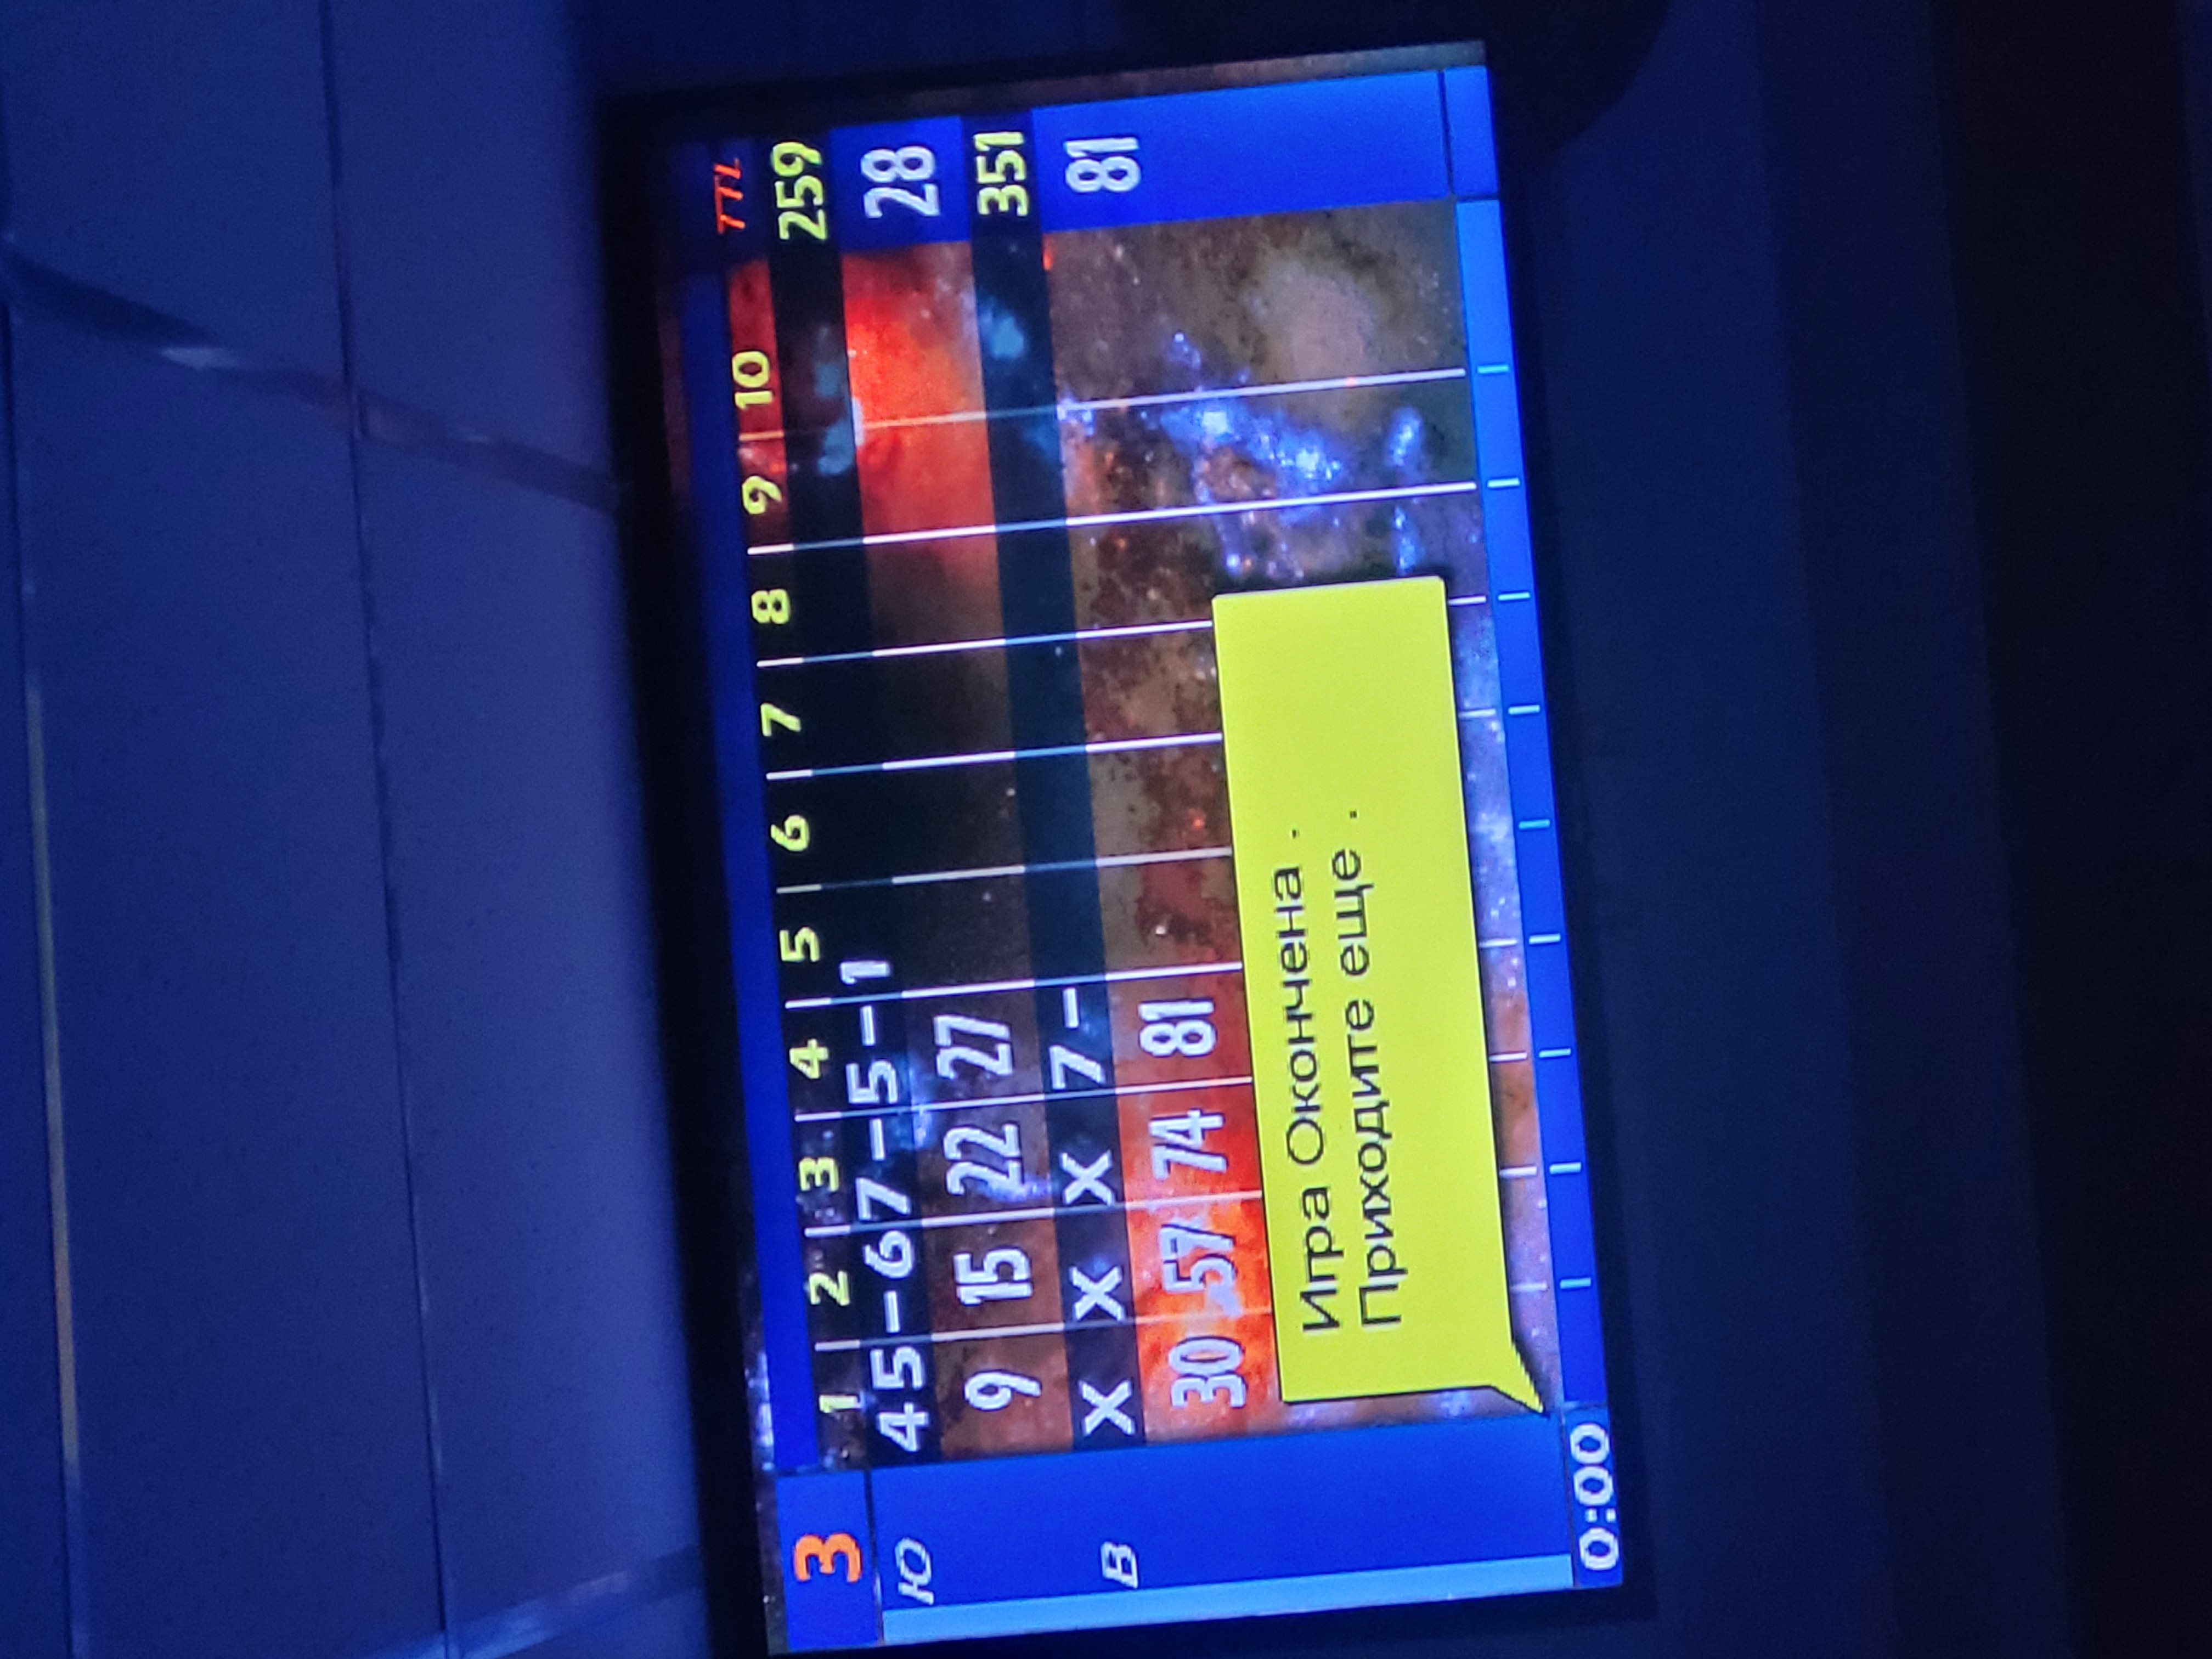 TTL
3 1 2 3 4 5 6 7 8 9 10 259
Ю 4 5 - 6 7 - 5 - 1 28
9 15 22 27
351
В X X X 7 - 81
30 57 74 81
Игра Окончена .
Приходите еще .
0:00